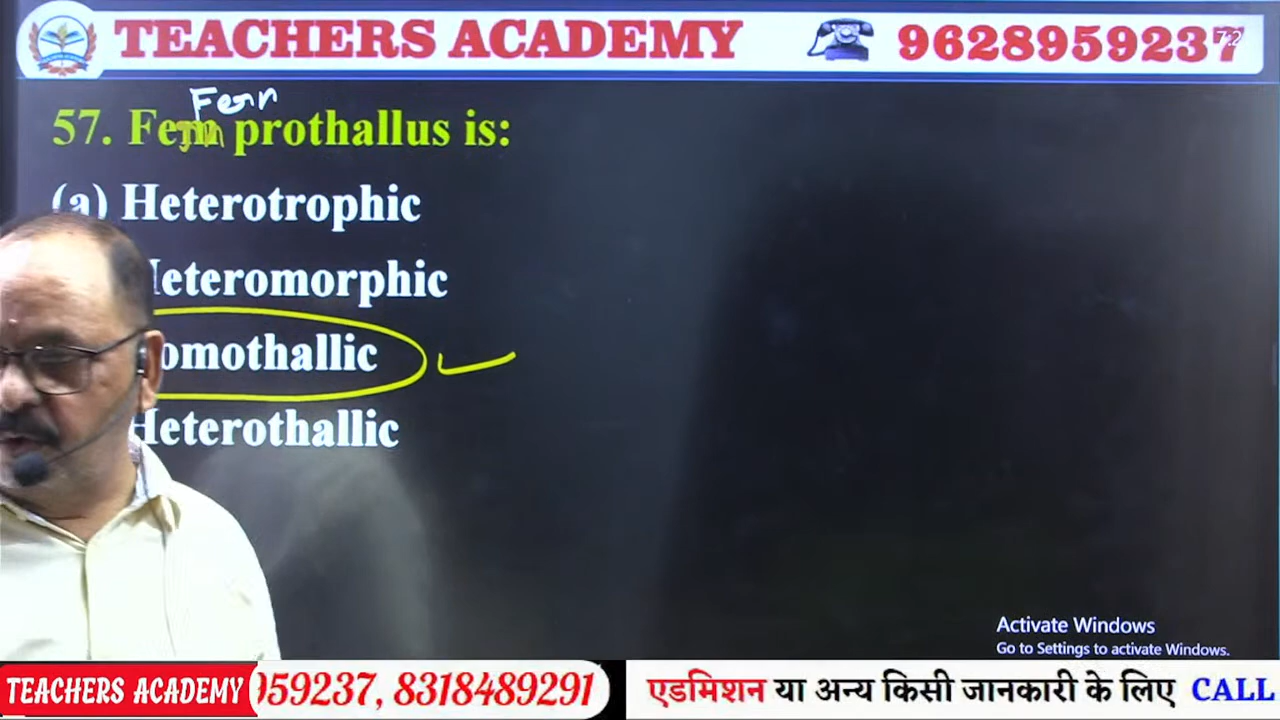 TEACHERS ACADEMY 9628959237
Fern
57. Fem prothallus is:
(a) Heterotrophic
Heteromorphic
omothallic
Heterothallic
Activate Windows
Go to Settings to activate Windows.
TEACHERS ACADEMY 959237, 8318489291 एडमिशन या अन्य किसी जानकारी के लिए CALL